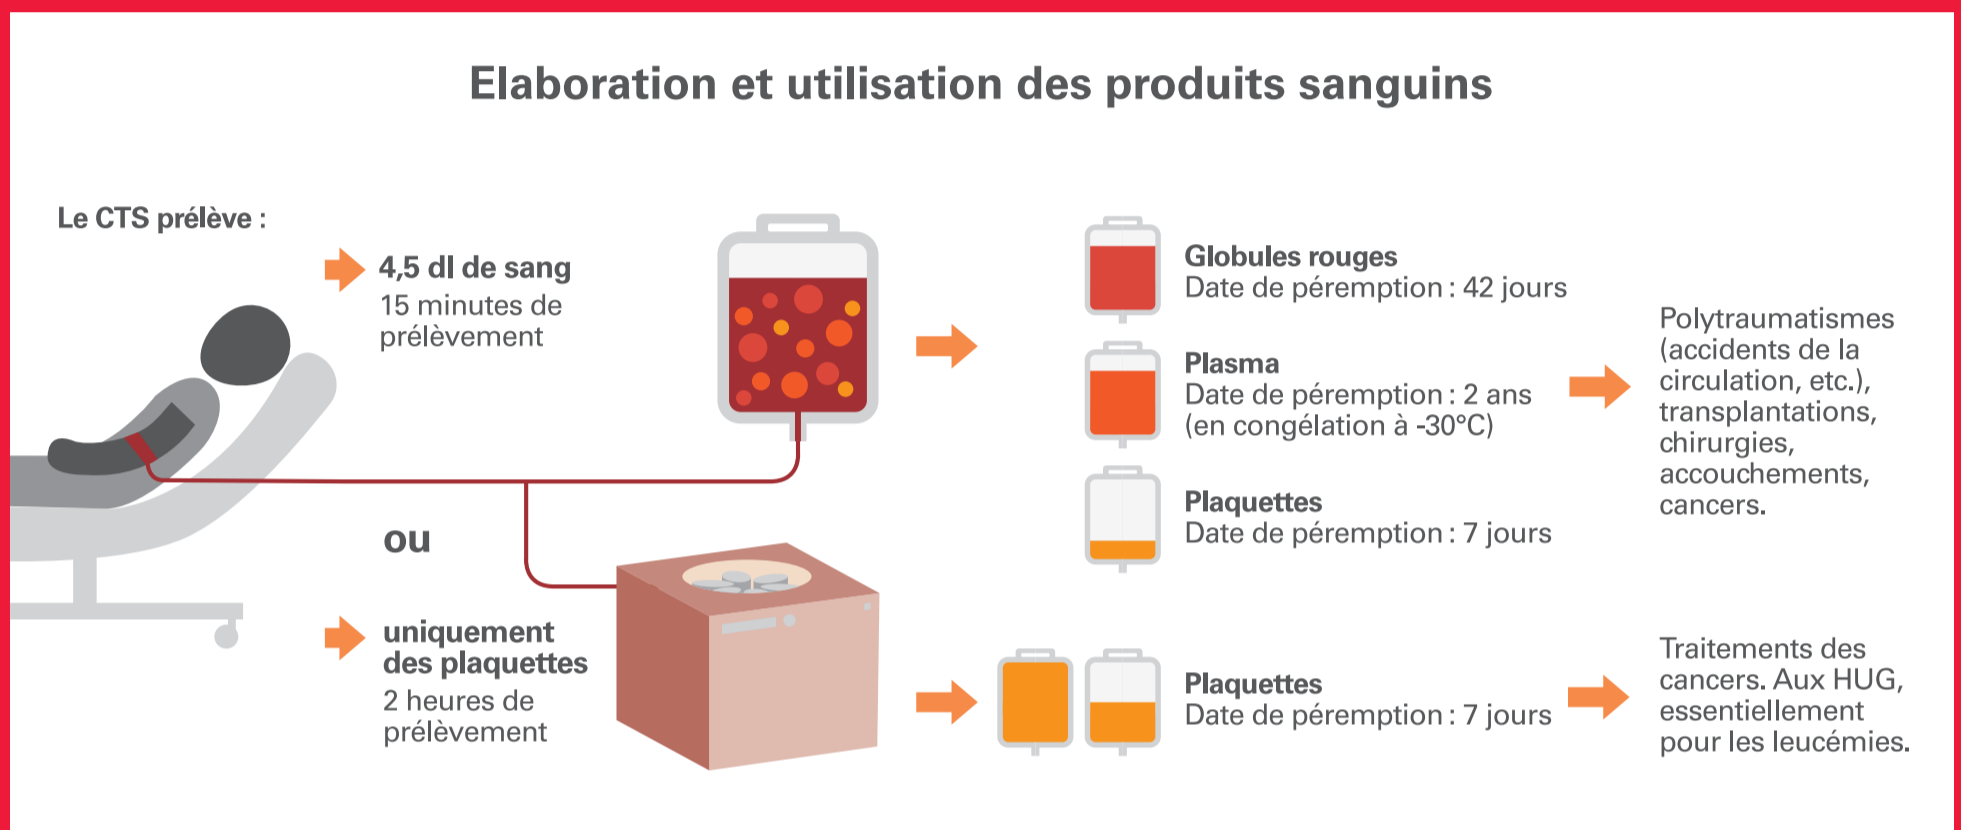 Elaboration et utilisation des produits sanguins
Le CTS prélève :
4,5 dl de sang
15 minutes de
prélèvement
ou
uniquement
des plaquettes
2 heures de
prélèvement
Globules rouges
Date de péremption : 42 jours
Plasma
Date de péremption : 2 ans
(en congélation à -30°C)
Plaquettes
Date de péremption : 7 jours
Polytraumatismes
(accidents de la
circulation, etc.),
transplantations,
chirurgies,
accouchements,
cancers.
Plaquettes
Date de péremption : 7 jours
Traitements des
cancers. Aux HUG,
essentiellement
pour les leucémies.